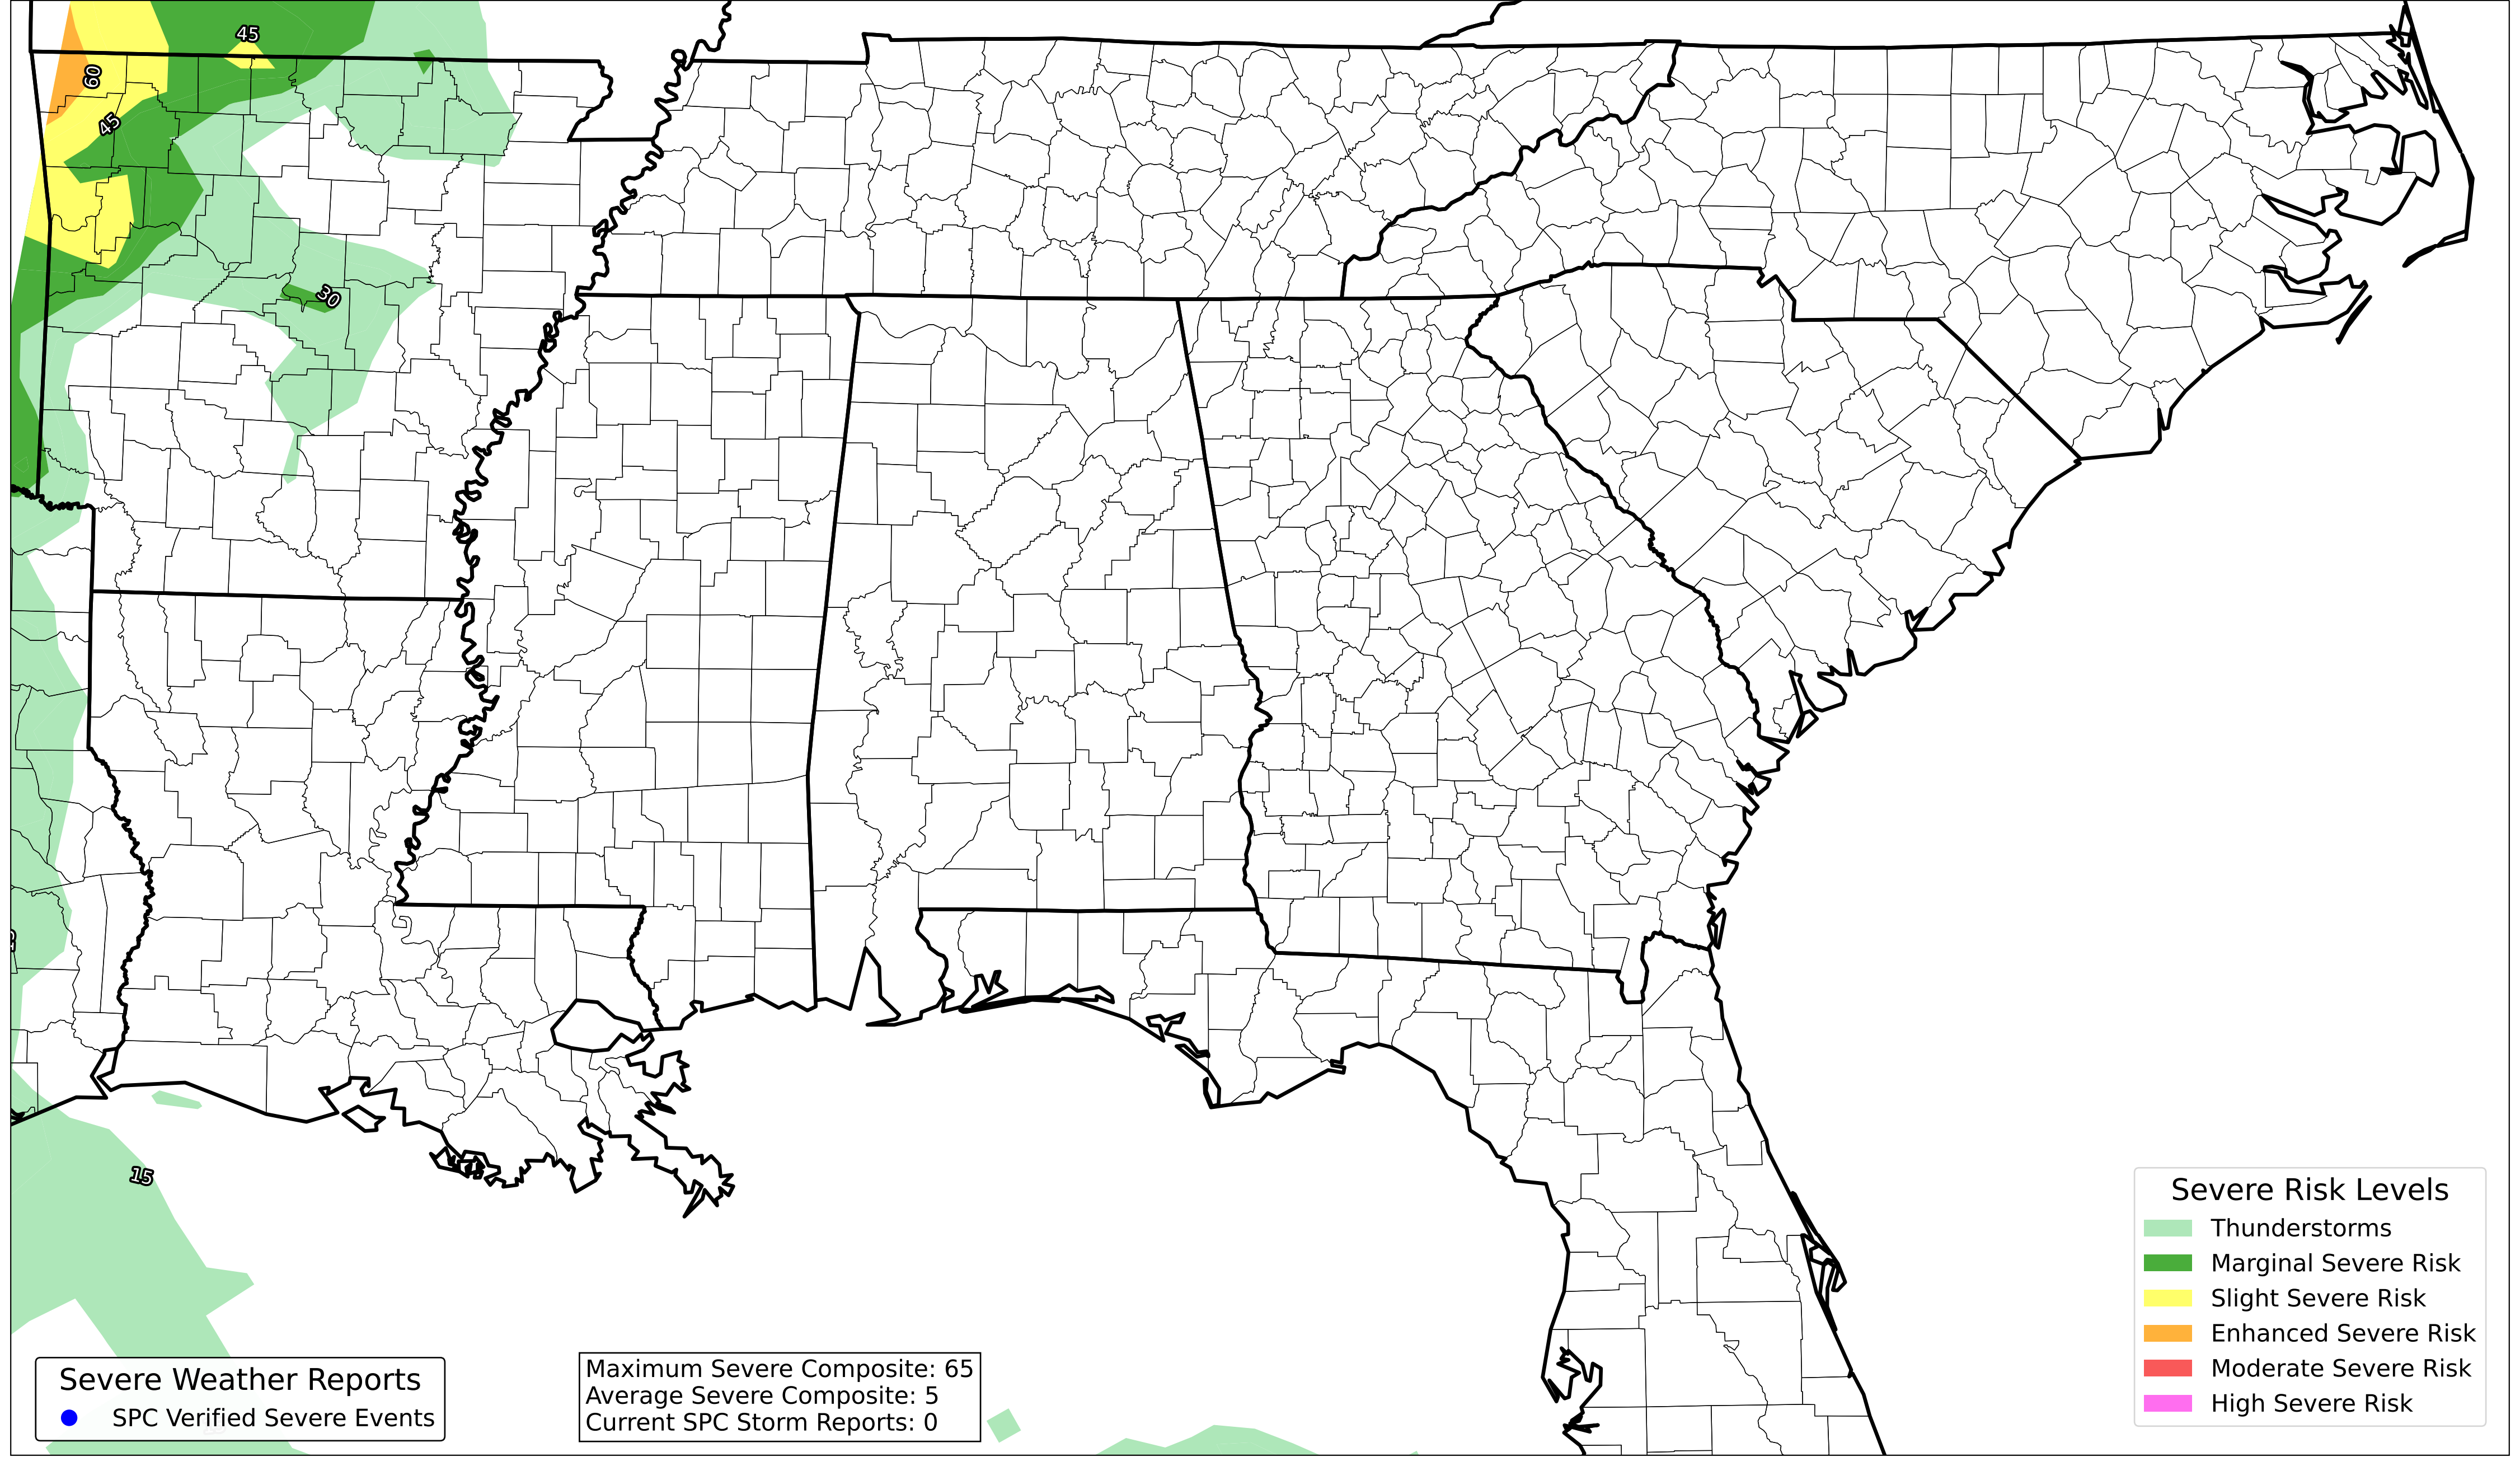 45
60
45
30
15
Severe Risk Levels
Thunderstorms
Marginal Severe Risk
Slight Severe Risk
Enhanced Severe Risk
Moderate Severe Risk
High Severe Risk
Severe Weather Reports
SPC Verified Severe Events
Maximum Severe Composite: 65
Average Severe Composite: 5
Current SPC Storm Reports: 0